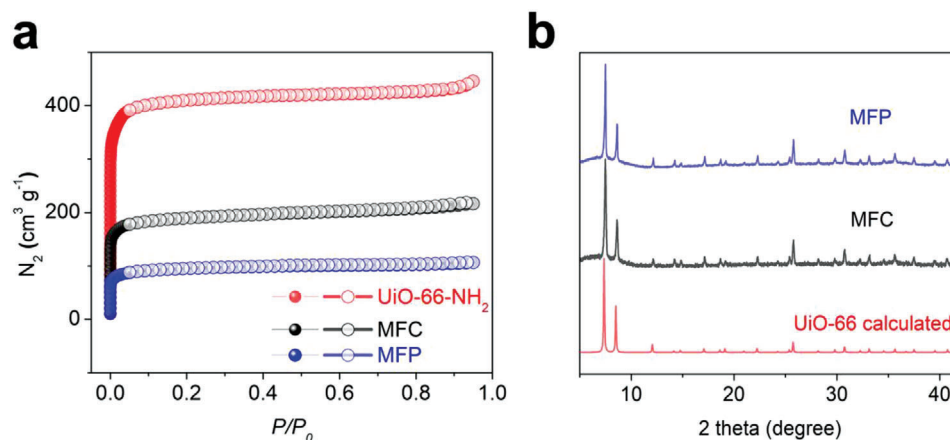 a
400
200
0
N₂ (cm³ g⁻¹)
UiO-66-NH₂
MFC
MFP
0.0 0.2 0.4 0.6 0.8 1.0
P/P₀
b
MFP
MFC
UiO-66 calculated
10 20 30 40
2 theta (degree)